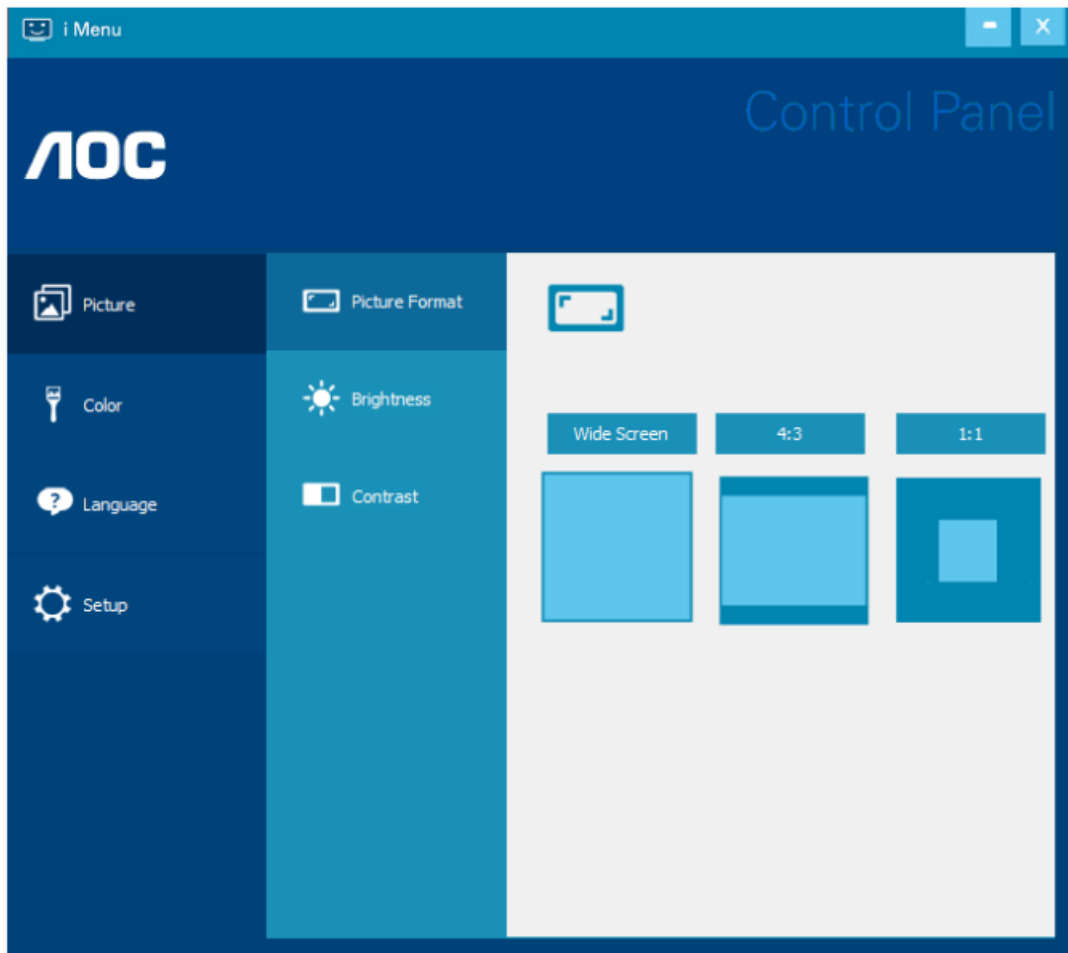 i Menu
- X
Control Panel
AOC
Picture
Picture Format
Color
Brightness
Language
Contrast
Setup
Wide Screen
4:3
1:1